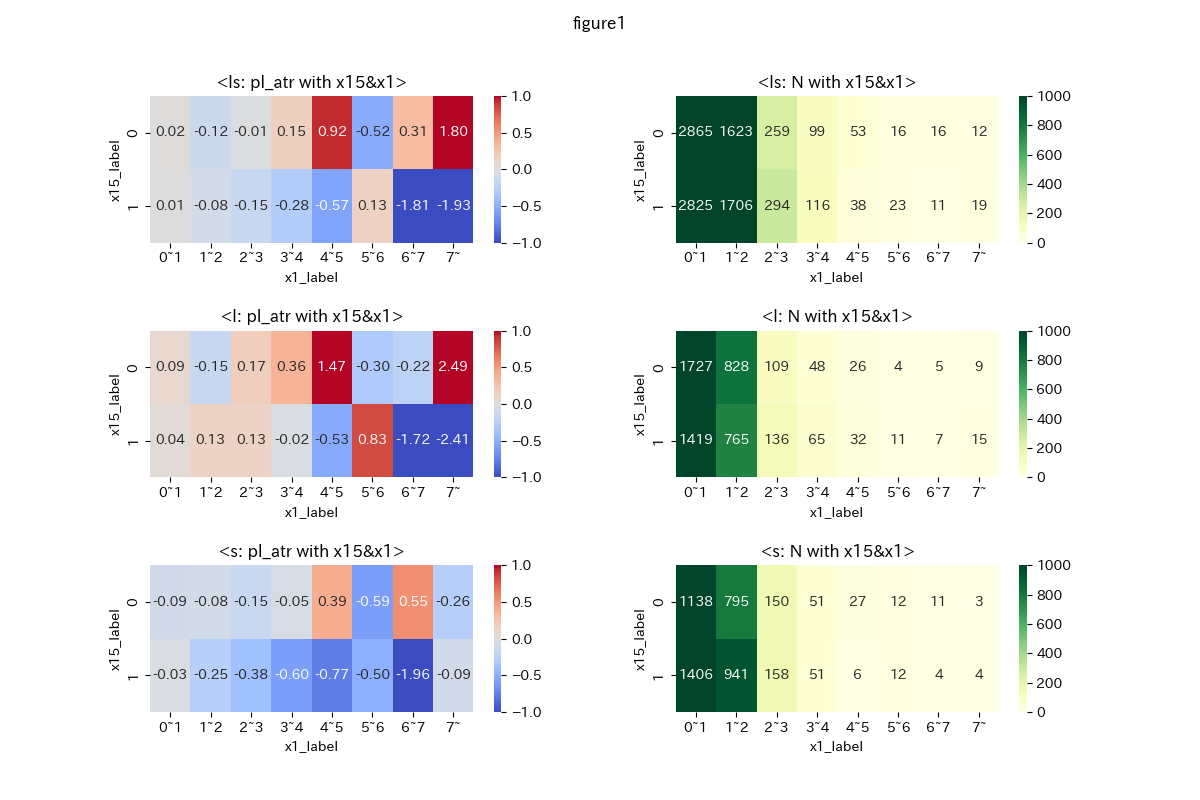 figure1
<ls: pl_atr with x15&x1>
x15_label
0 0.02 -0.12 -0.01 0.15 0.92 -0.52 0.31 1.80
1 0.01 -0.08 -0.15 -0.28 -0.57 0.13 -1.81 -1.93
0~1 1~2 2~3 3~4 4~5 5~6 6~7 7~
x1_label
1.0
0.5
0.0
−0.5
−1.0
<ls: N with x15&x1>
x15_label
0 2865 1623 259 99 53 16 16 12
1 2825 1706 294 116 38 23 11 19
0~1 1~2 2~3 3~4 4~5 5~6 6~7 7~
x1_label
1000
800
600
400
200
0
<l: pl_atr with x15&x1>
x15_label
0 0.09 -0.15 0.17 0.36 1.47 -0.30 -0.22 2.49
1 0.04 0.13 0.13 -0.02 -0.53 0.83 -1.72 -2.41
0~1 1~2 2~3 3~4 4~5 5~6 6~7 7~
x1_label
1.0
0.5
0.0
−0.5
−1.0
<l: N with x15&x1>
x15_label
0 1727 828 109 48 26 4 5 9
1 1419 765 136 65 32 11 7 15
0~1 1~2 2~3 3~4 4~5 5~6 6~7 7~
x1_label
1000
800
600
400
200
0
<s: pl_atr with x15&x1>
x15_label
0 -0.09 -0.08 -0.15 -0.05 0.39 -0.59 0.55 -0.26
1 -0.03 -0.25 -0.38 -0.60 -0.77 -0.50 -1.96 -0.09
0~1 1~2 2~3 3~4 4~5 5~6 6~7 7~
x1_label
1.0
0.5
0.0
−0.5
−1.0
<s: N with x15&x1>
x15_label
0 1138 795 150 51 27 12 11 3
1 1406 941 158 51 6 12 4 4
0~1 1~2 2~3 3~4 4~5 5~6 6~7 7~
x1_label
1000
800
600
400
200
0